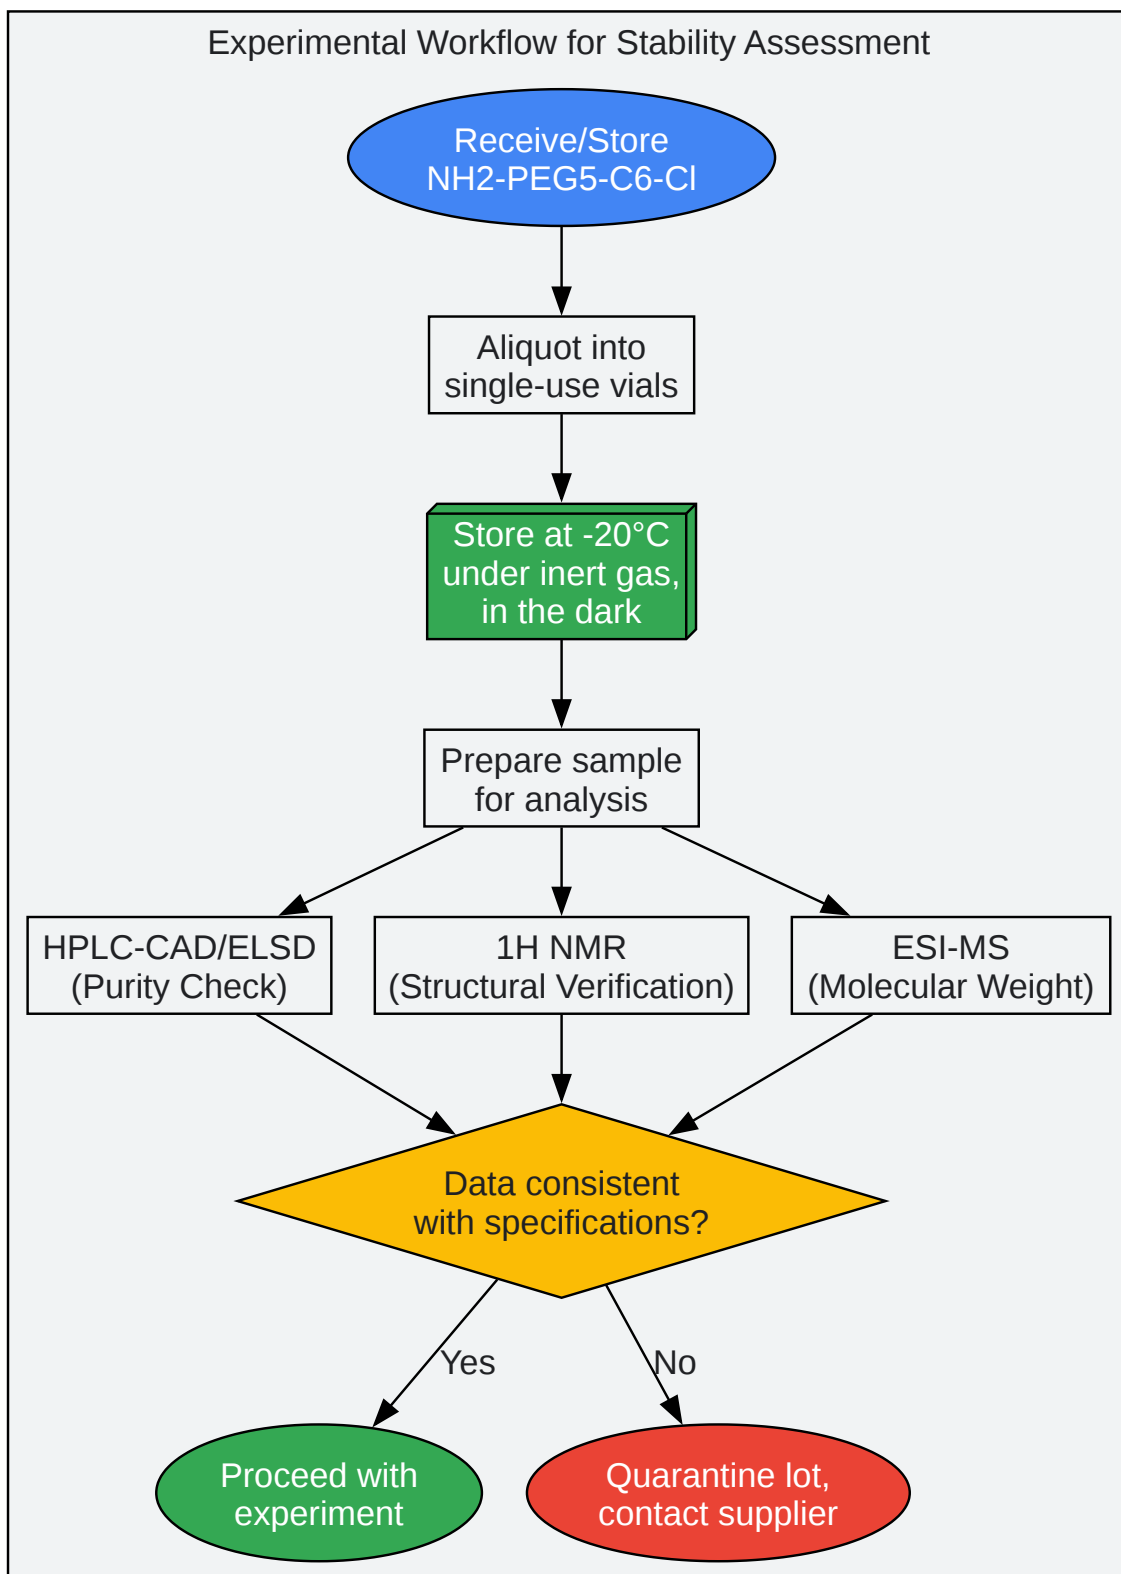 Experimental Workflow for Stability Assessment
Receive/Store
NH2-PEG5-C6-Cl
Aliquot into
single-use vials
Store at -20°C
under inert gas,
in the dark
Prepare sample
for analysis
HPLC-CAD/ELSD
(Purity Check)
1H NMR
(Structural Verification)
ESI-MS
(Molecular Weight)
Data consistent
with specifications?
Yes
No
Proceed with
experiment
Quarantine lot,
contact supplier